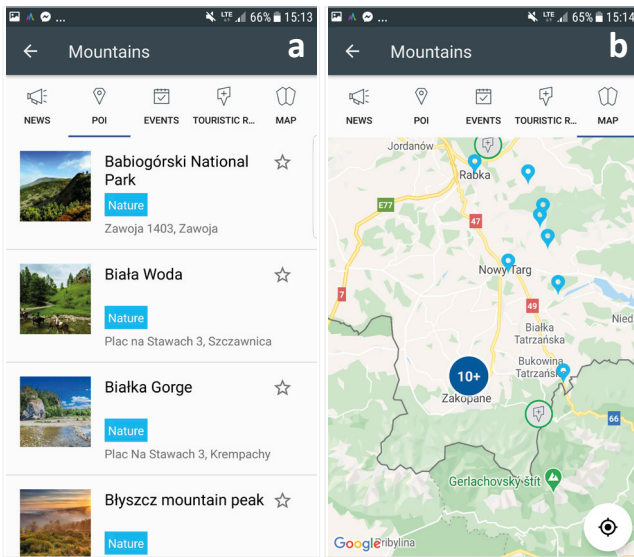 ... LTE 66% 15:13
Mountains a
NEWS POI EVENTS TOURISTIC R... MAP
Babiogórski National
Park
Nature
Zawoja 1403, Zawoja
Biała Woda
Nature
Plac na Stawach 3, Szczawnica
Białka Gorge
Nature
Plac Na Stawach 3, Krempachy
Błyszcz mountain peak
Nature
... LTE 65% 15:14
Mountains b
NEWS POI EVENTS TOURISTIC R... MAP
Jordanów
Rabka
E77
47
Nowy Targ
7
49
Nied
Białka
Tatrzańska
Bukowina
Tatrzańska
10+
Zakopane
66
Gerlachovský štít
Google
Pribylina